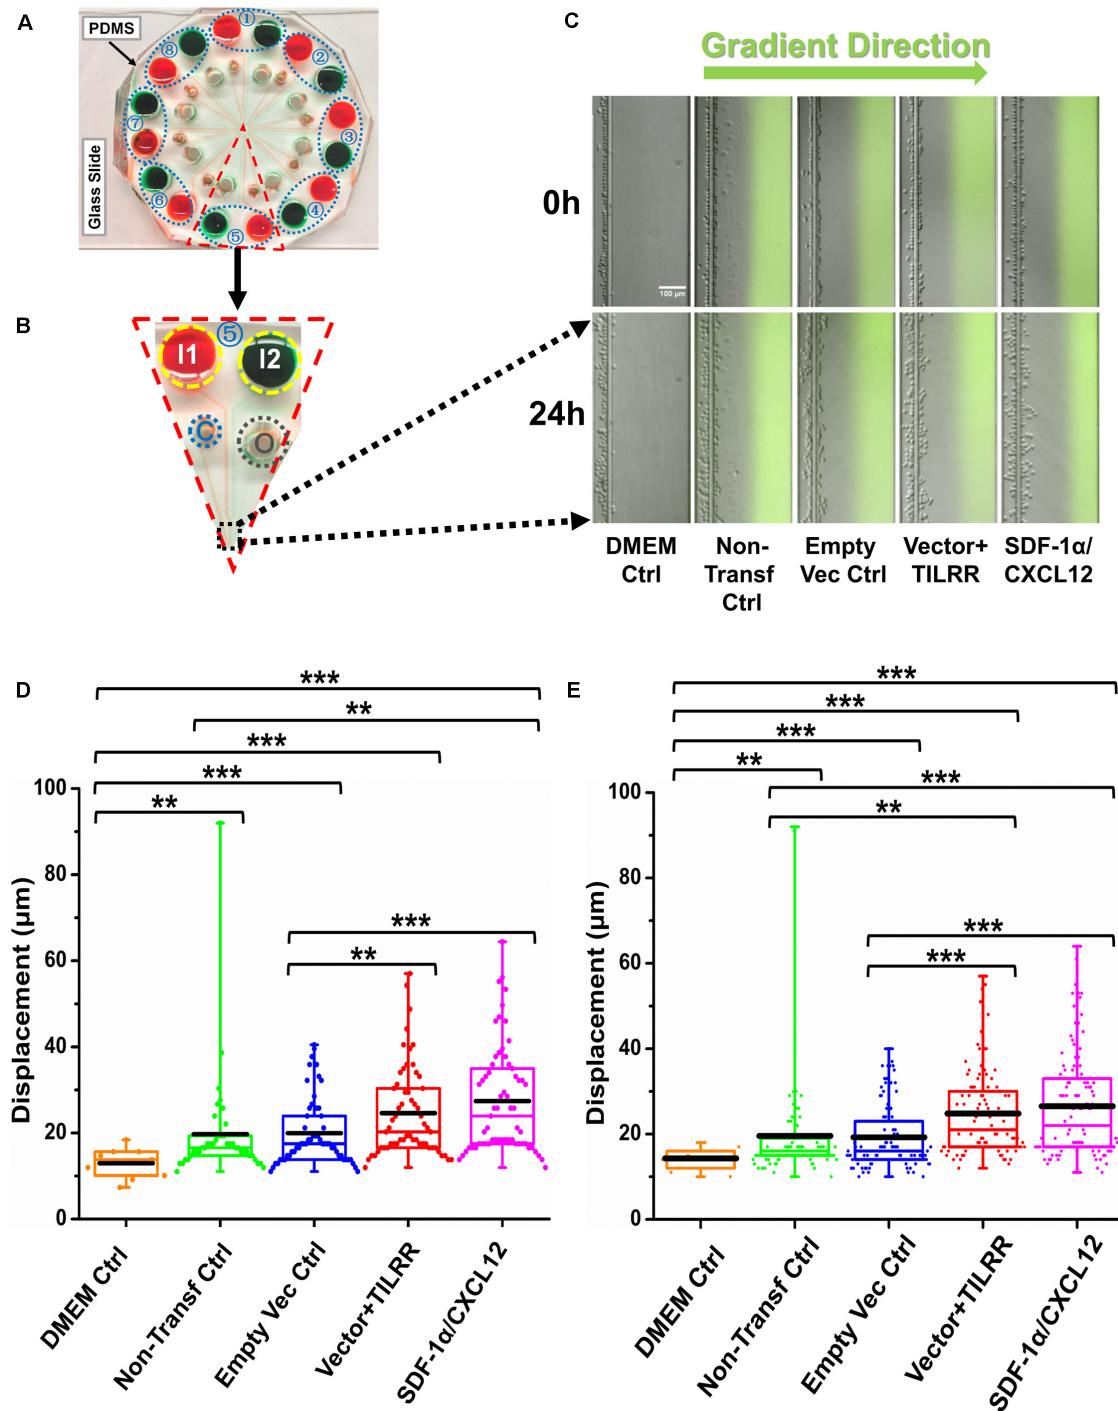 A
PDMS
Glass Slide
①
②
③
④
⑤
⑥
⑦
⑧
B
⑤
I1
I2
C
O
C
Gradient Direction
0h
100 µm
24h
DMEM
Ctrl
Non-
Transf
Ctrl
Empty
Vec Ctrl
Vector+
TILRR
SDF-1α/
CXCL12
D
***
**
***
***
**
***
**
Displacement (µm)
100
80
60
40
20
0
DMEM Ctrl
Non-Transf Ctrl
Empty Vec Ctrl
Vector+TILRR
SDF-1α/CXCL12
E
***
***
***
**
***
**
***
***
Displacement (µm)
100
80
60
40
20
0
DMEM Ctrl
Non-Transf Ctrl
Empty Vec Ctrl
Vector+TILRR
SDF-1α/CXCL12